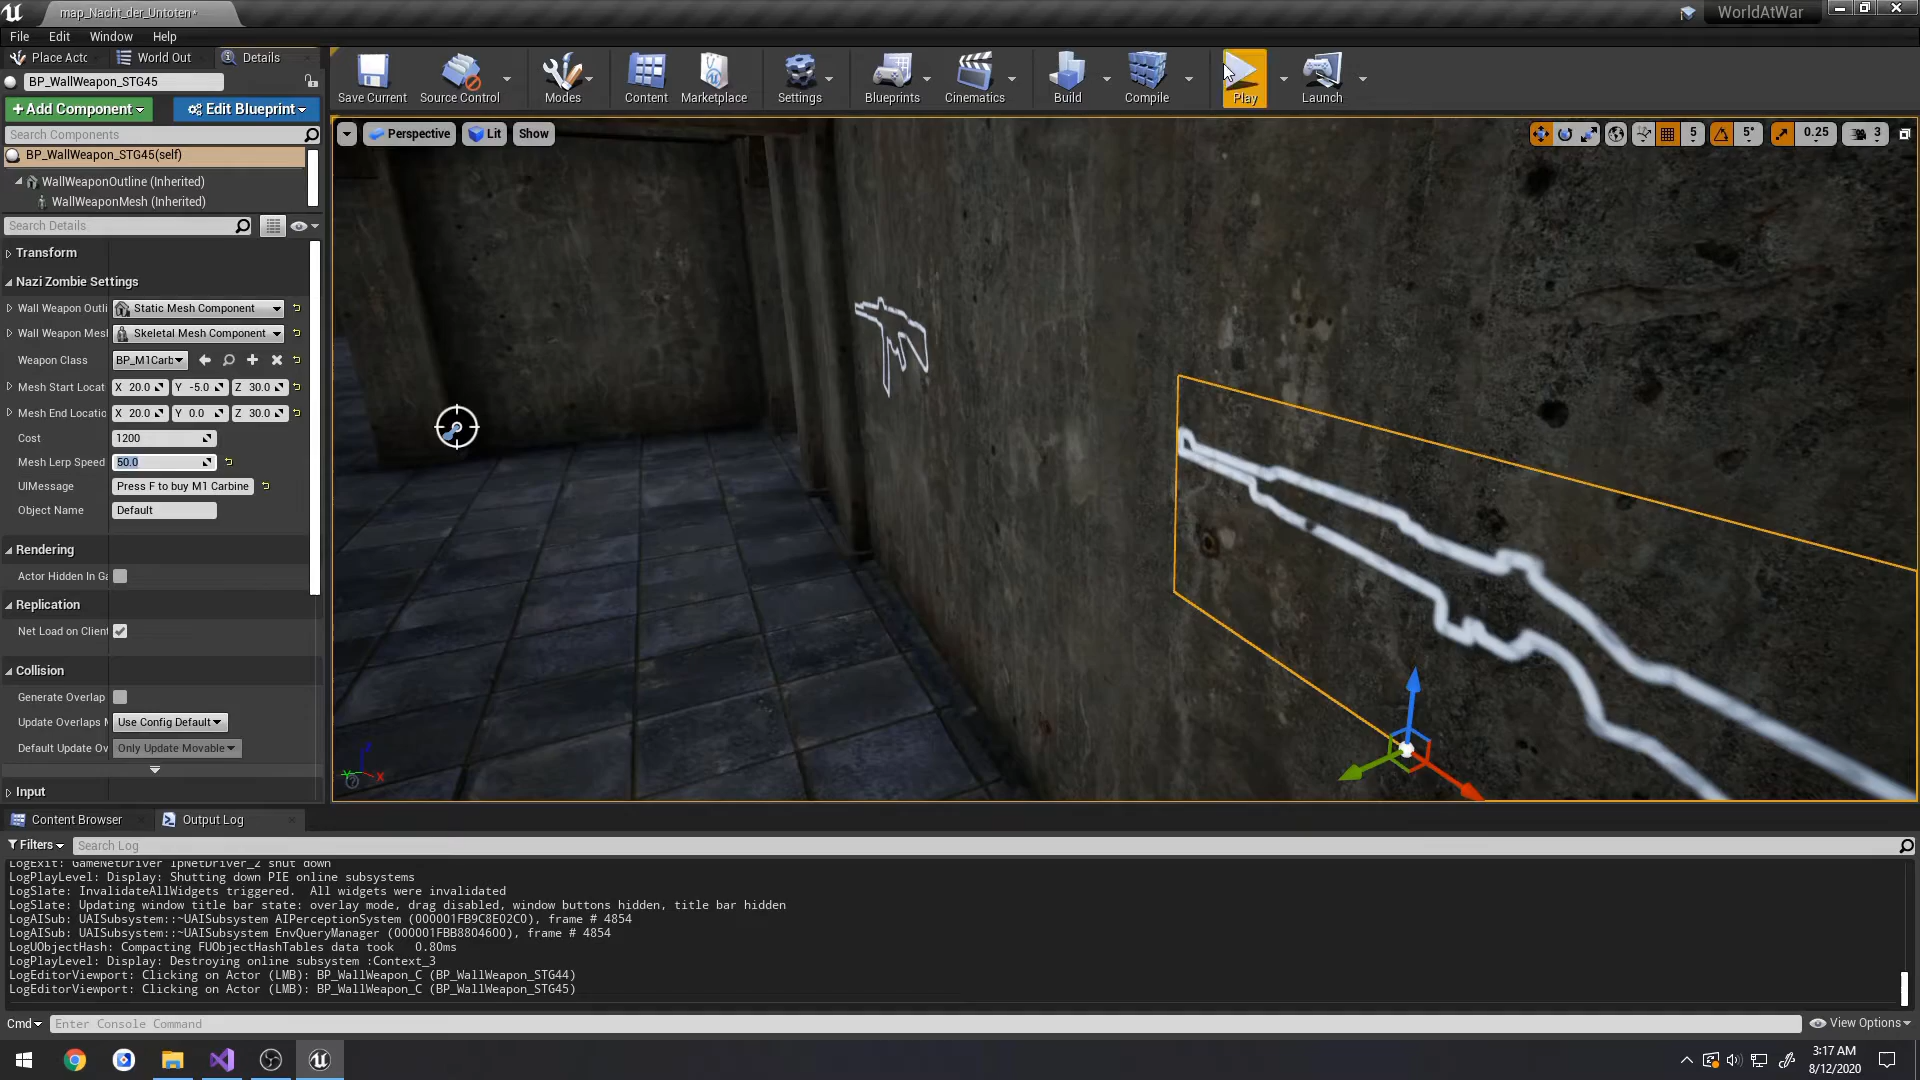 map_Nacht_der_Untoten*
WorldAtWar
File Edit Window Help
Place Acto World Out Details
BP_WallWeapon_STG45
+Add Component Edit Blueprint
Search Components
BP_WallWeapon_STG45(self)
WallWeaponOutline (Inherited)
WallWeaponMesh (Inherited)
Search Details
Transform
Nazi Zombie Settings
Wall Weapon Outli Static Mesh Component
Wall Weapon Mesh Skeletal Mesh Component
Weapon Class BP_M1Carb
Mesh Start Locat X 20.0 Y -5.0 Z 30.0
Mesh End Locatio X 20.0 Y 0.0 Z 30.0
Cost 1200
Mesh Lerp Speed 50.0
UIMessage Press F to buy M1 Carbine
Object Name Default
Rendering
Actor Hidden In Ga
Replication
Net Load on Client
Collision
Generate Overlap
Update Overlaps M Use Config Default
Default Update Ov Only Update Movable
Input
Save Current Source Control Modes Content Marketplace Settings Blueprints Cinematics Build Compile Play Launch
Perspective Lit Show
5 5° 0.25 3
Y X
Content Browser Output Log
Filters Search Log
LogExit: GameNetDriver IpNetDriver_2 shut down
LogPlayLevel: Display: Shutting down PIE online subsystems
LogSlate: InvalidateAllWidgets triggered. All widgets were invalidated
LogSlate: Updating window title bar state: overlay mode, drag disabled, window buttons hidden, title bar hidden
LogAISub: UAISubsystem::~UAISubsystem AIPerceptionSystem (000001FB9C8E02C0), frame # 4854
LogAISub: UAISubsystem::~UAISubsystem EnvQueryManager (000001FBB8804600), frame # 4854
LogUObjectHash: Compacting FUObjectHashTables data took 0.80ms
LogPlayLevel: Display: Destroying online subsystem :Context_3
LogEditorViewport: Clicking on Actor (LMB): BP_WallWeapon_C (BP_WallWeapon_STG44)
LogEditorViewport: Clicking on Actor (LMB): BP_WallWeapon_C (BP_WallWeapon_STG45)
Cmd Enter Console Command View Options
3:17 AM
8/12/2020